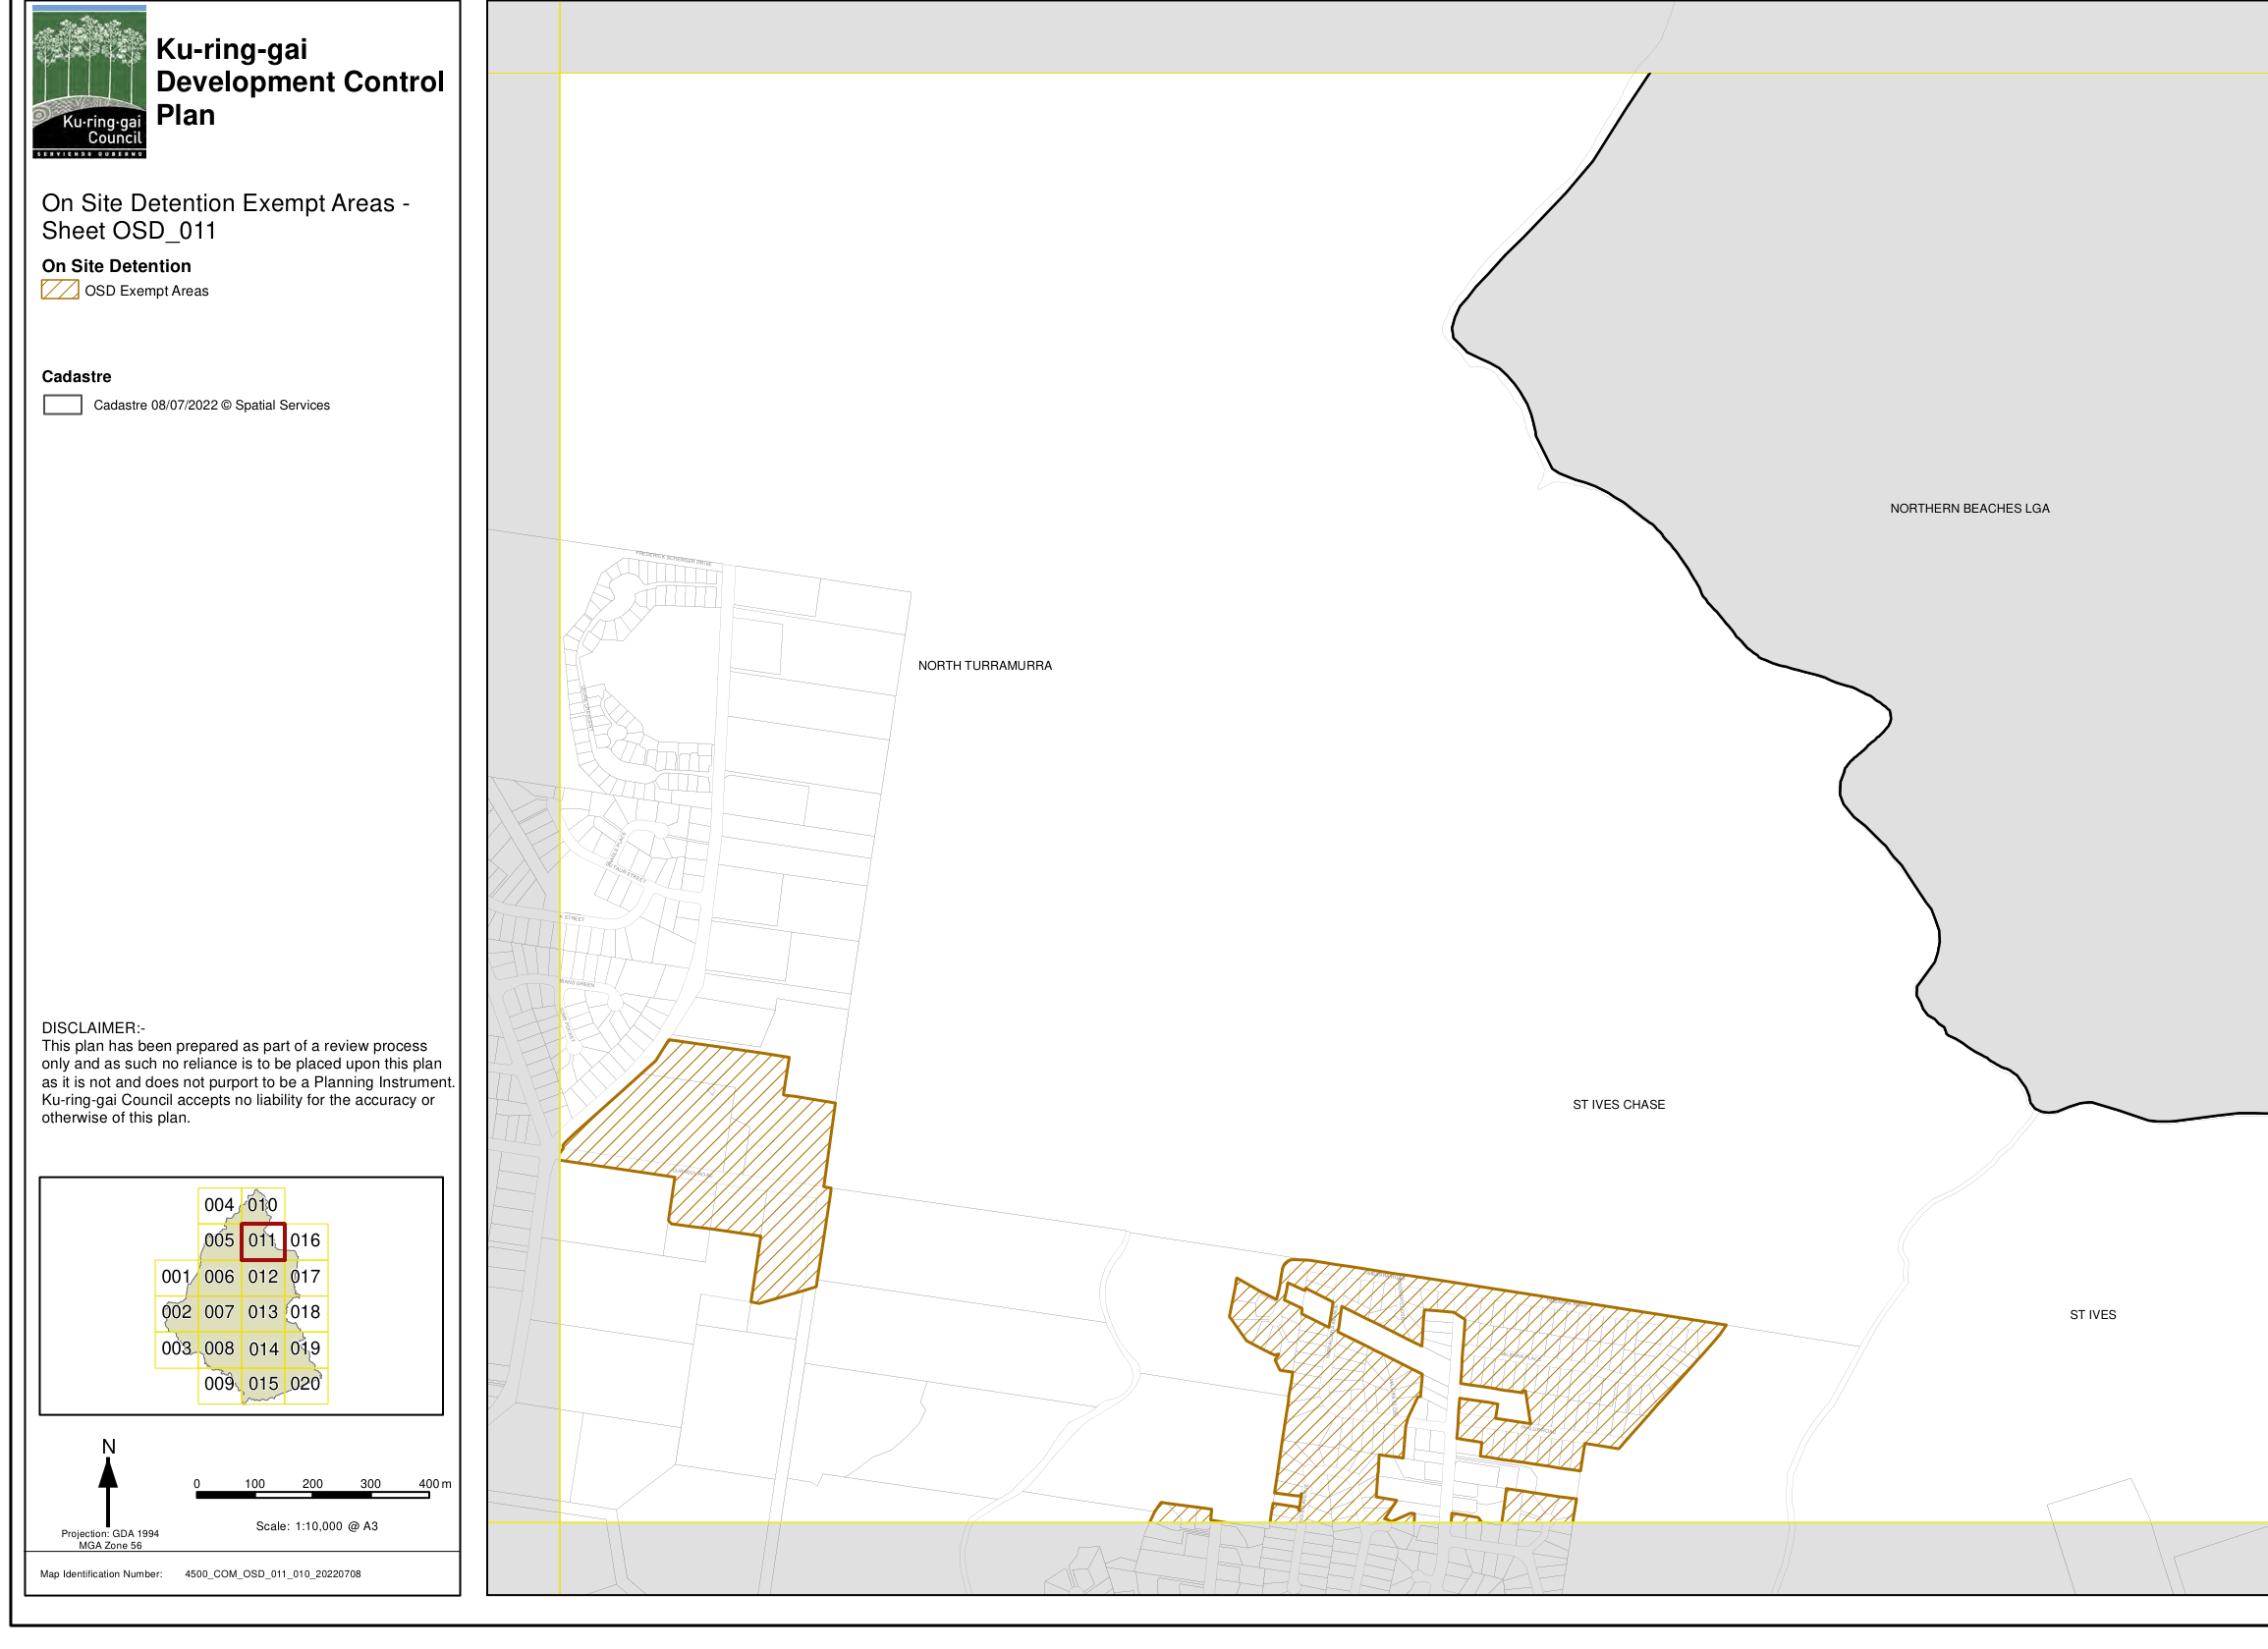 Ku-ring-gai
Development Control
Plan
Ku-ring-gai
Council
On Site Detention Exempt Areas -
Sheet OSD_011
On Site Detention
OSD Exempt Areas
Cadastre
Cadastre 08/07/2022 © Spatial Services
DISCLAIMER:-
This plan has been prepared as part of a review process
only and as such no reliance is to be placed upon this plan
as it is not and does not purport to be a Planning Instrument.
Ku-ring-gai Council accepts no liability for the accuracy or
otherwise of this plan.
004 010
005 011 016
001 006 012 017
002 007 013 018
003 008 014 019
009 015 020
N
0 100 200 300 400 m
Scale: 1:10,000 @ A3
Projection: GDA 1994
MGA Zone 56
Map Identification Number: 4500_COM_OSD_011_010_20220708
NORTHERN BEACHES LGA
FREDERICK SCHERGER DRIVE
NORTH TURRAMURRA
ST IVES CHASE
ST IVES